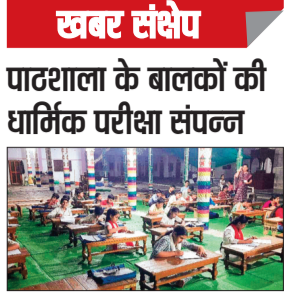 खबर संक्षेप
पाठशाला के बालकों की
धार्मिक परीक्षा संपन्न